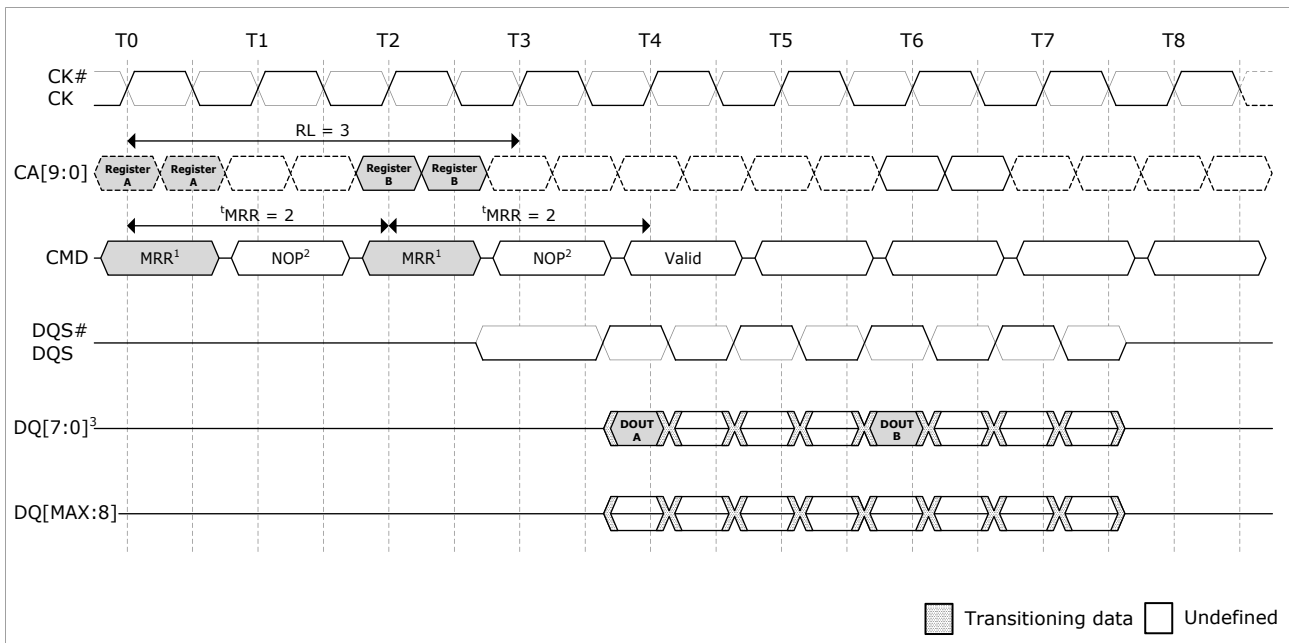 T0 T1 T2 T3 T4 T5 T6 T7 T8
CK#
CK
RL = 3
CA[9:0] Register A Register A Register B Register B
tMRR = 2 tMRR = 2
CMD MRR1 NOP2 MRR1 NOP2 Valid
DQS#
DQS
DQ[7:0]3 DOUT A DOUT B
DQ[MAX:8]
Transitioning data Undefined